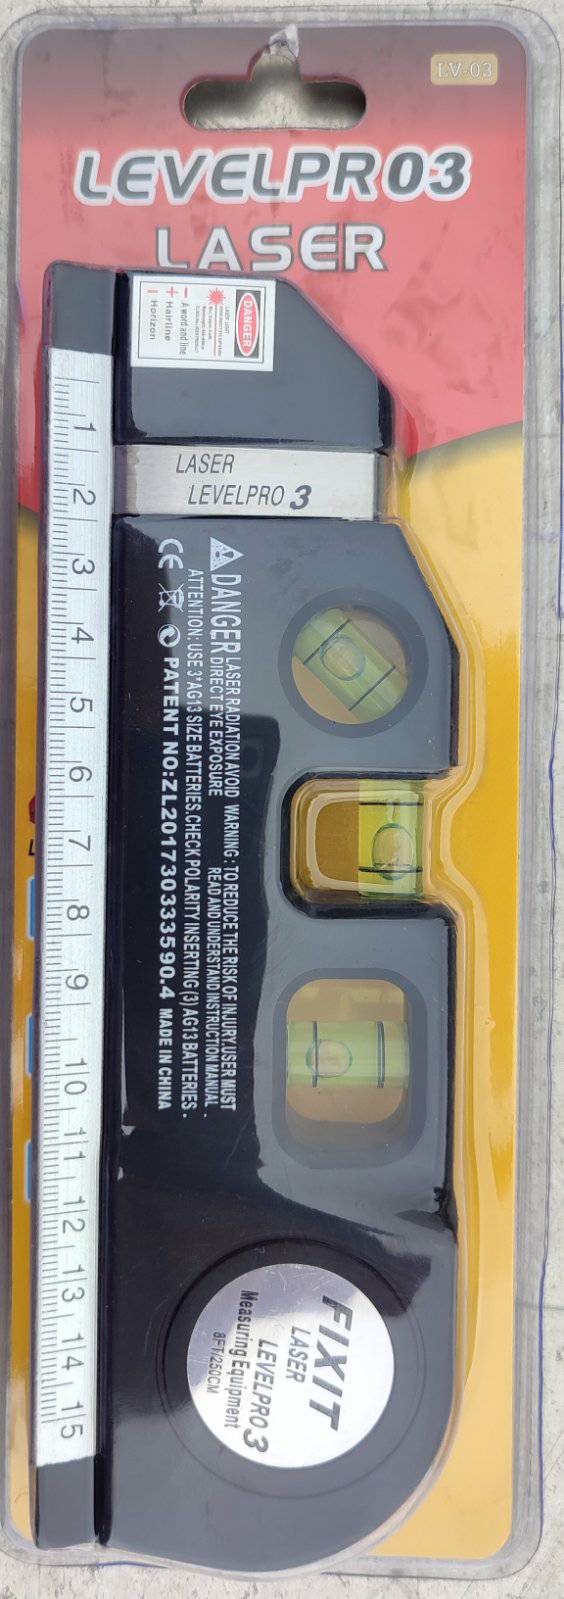 LV-03
LEVELPRO3
LASER
DANGER
A word and line
Hairline
Horizon
LASER
LEVELPRO 3
DANGER LASER RADIATION AVOID
DIRECT EYE EXPOSURE
WARNING: TO REDUCE THE RISK OF INJURY, USER MUST
READ AND UNDERSTAND INSTRUCTION MANUAL.
ATTENTION: USE 3*AG13 SIZE BATTERIES.CHECK POLARITY INSERTING (3) AG13 BATTERIES.
CE PATENT NO:ZL201730333590.4 MADE IN CHINA
1 2 3 4 5 6 7 8 9 10 11 12 13 14 15
FIXIT
LASER
LEVELPRO 3
Measuring Equipment
8FT/250CM